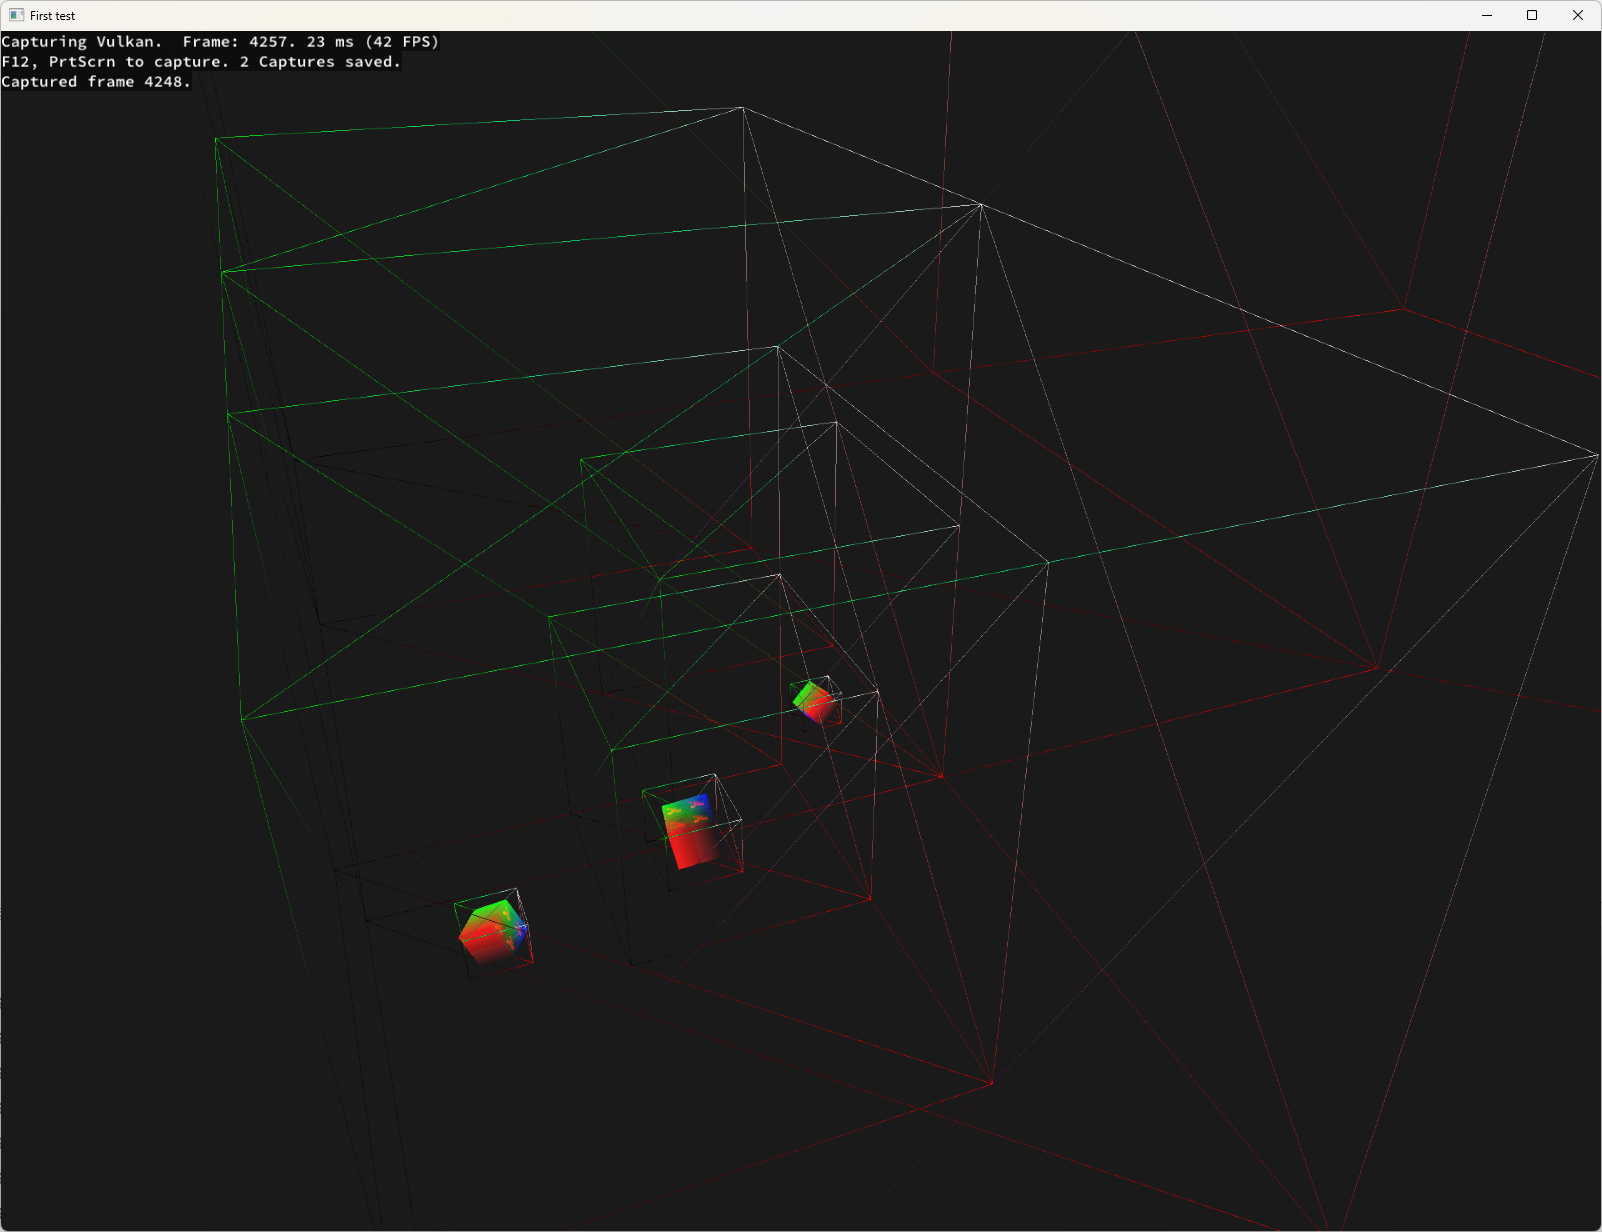 First test
Capturing Vulkan.  Frame: 4257. 23 ms (42 FPS)
F12, PrtScrn to capture. 2 Captures saved.
Captured frame 4248.